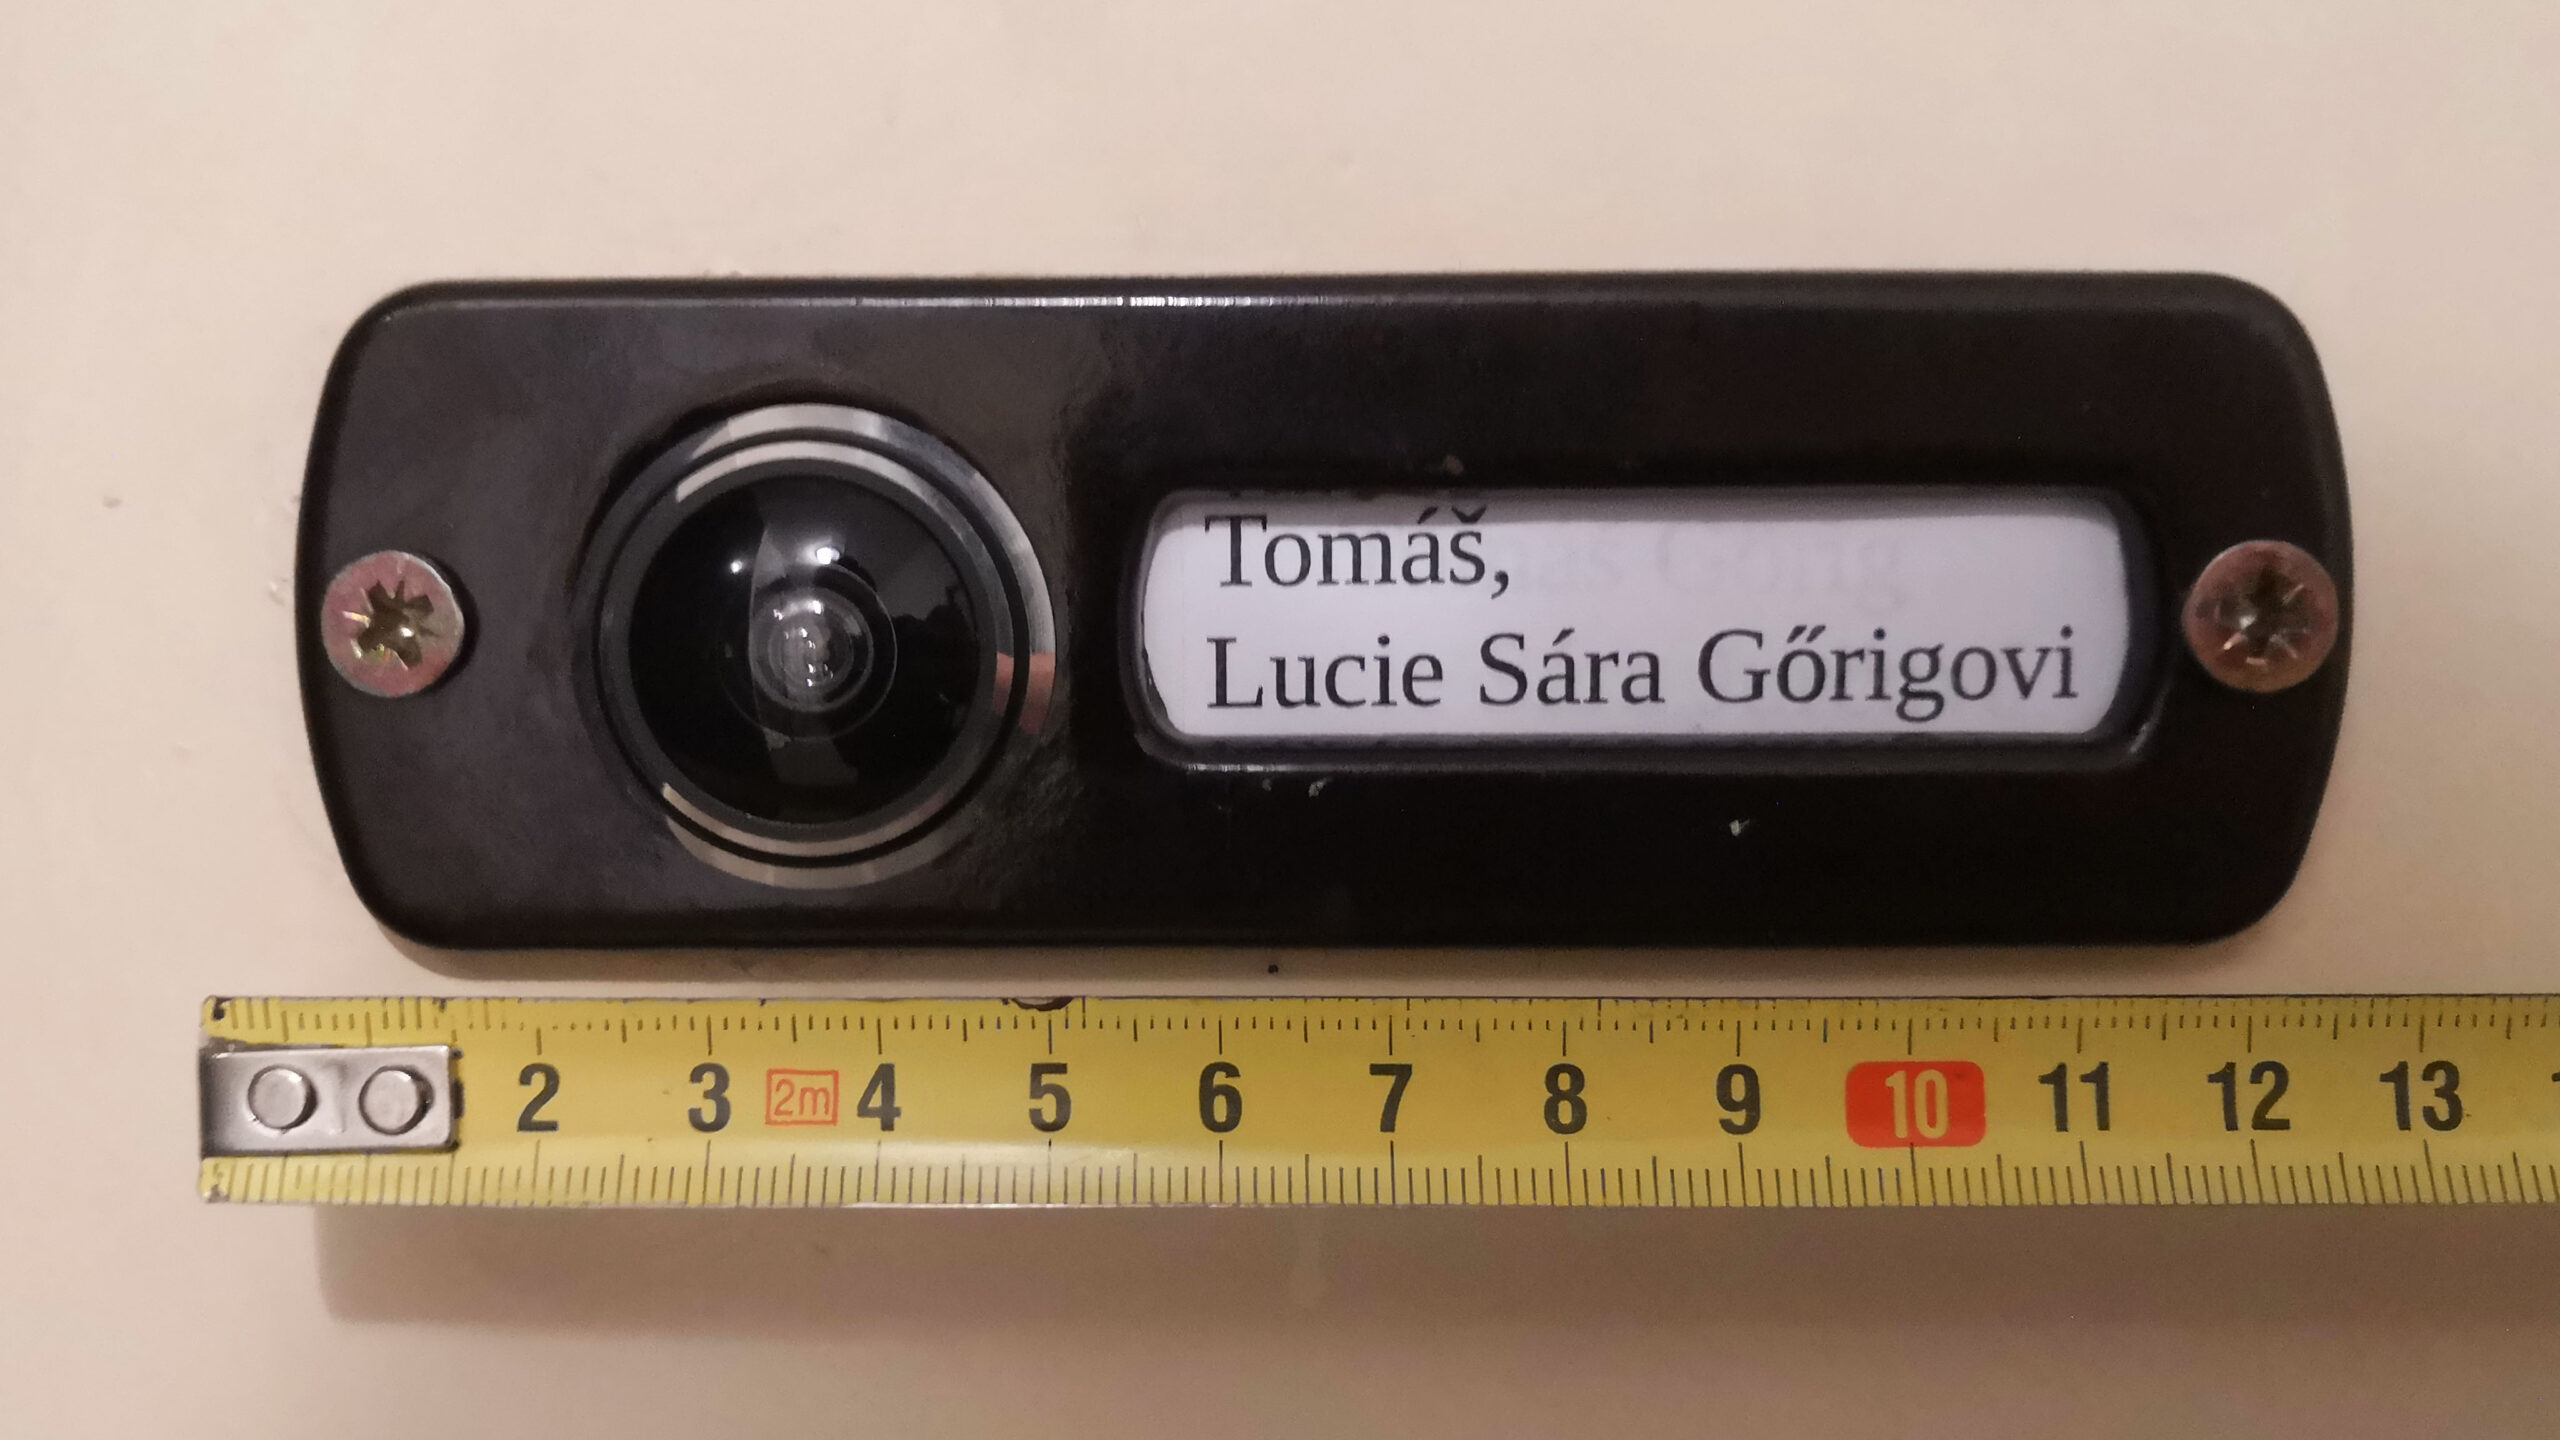 Tomáš,
Lucie Sára Gőrigovi
2 3 2m 4 5 6 7 8 9 10 11 12 13